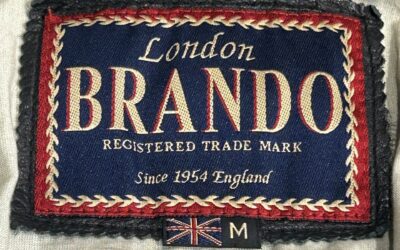 London
BRANDO
REGISTERED TRADE MARK
Since 1954 England
M